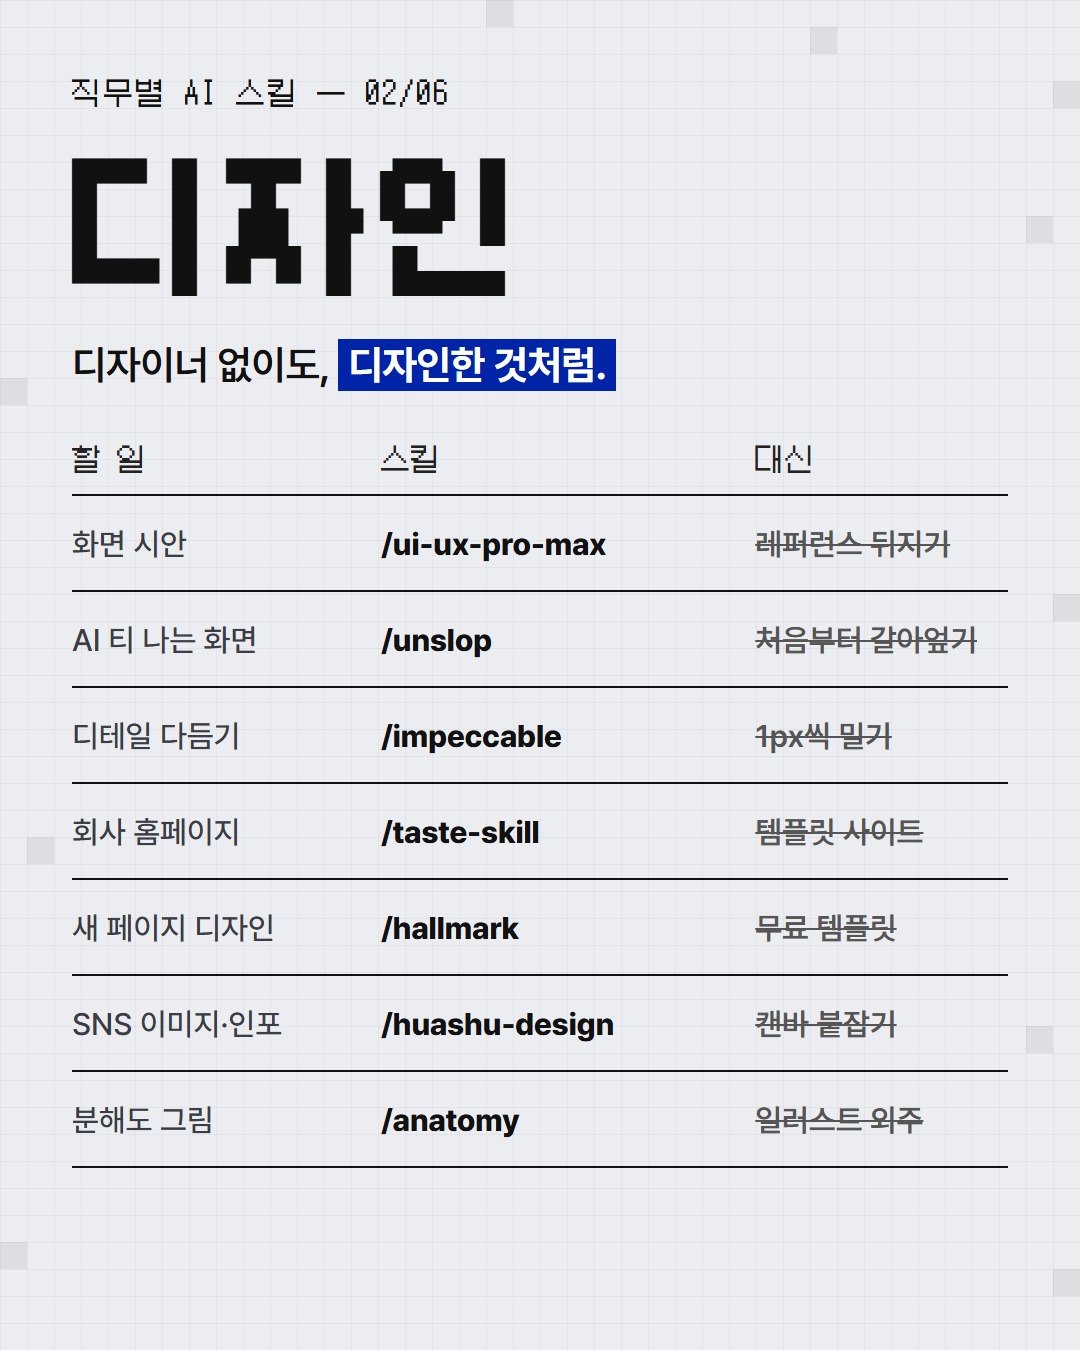 직무별 AI 스킬 — 02/06
디자인
디자이너 없이도, 디자인한 것처럼.
할 일 스킬 대신
화면 시안 /ui-ux-pro-max 레퍼런스 뒤지기
AI 티 나는 화면 /unslop 처음부터 갈아엎기
디테일 다듬기 /impeccable 1px씩 밀기
회사 홈페이지 /taste-skill 템플릿 사이트
새 페이지 디자인 /hallmark 무료 템플릿
SNS 이미지·인포 /huashu-design 캔바 붙잡기
분해도 그림 /anatomy 일러스트 외주